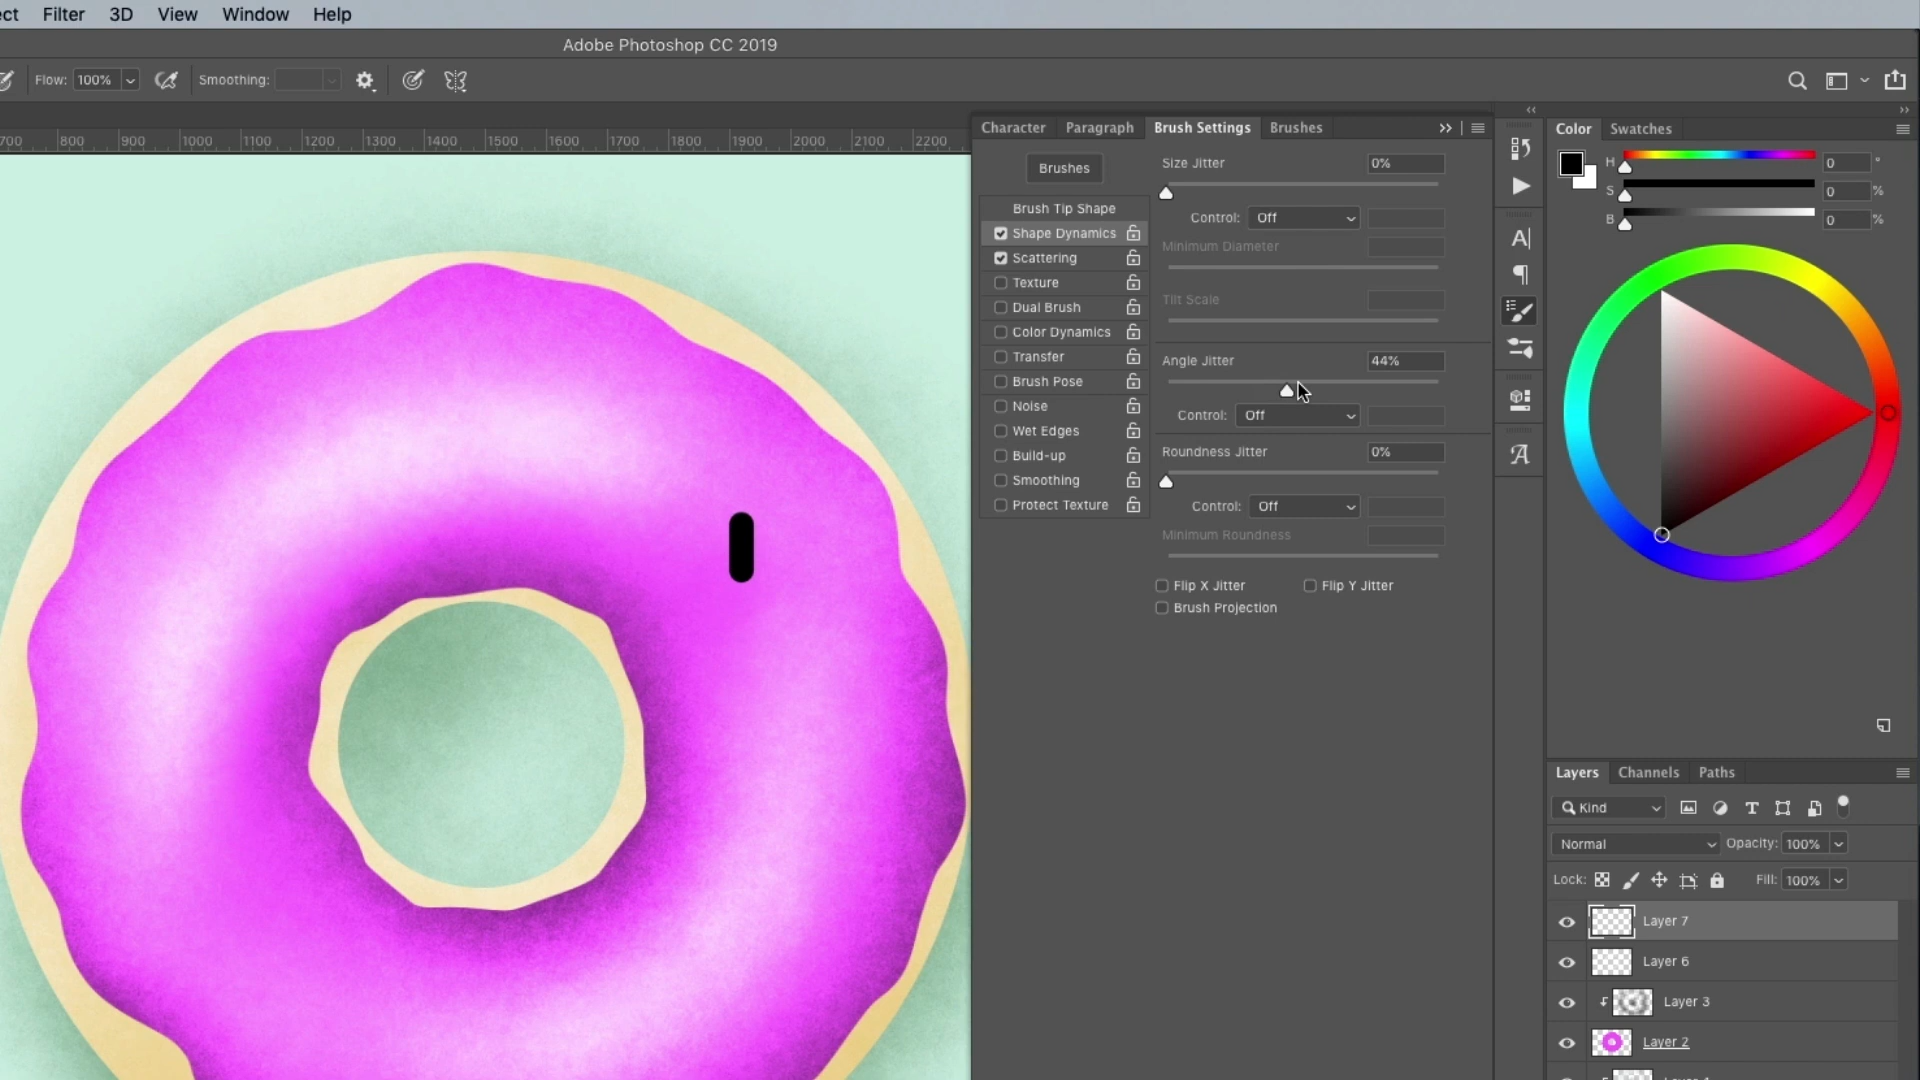 ct Filter 3D View Window Help
Adobe Photoshop CC 2019
Flow: 100% Smoothing:
700 800 900 1000 1100 1200 1300 1400 1500 1600 1700 1800 1900 2000 2100 2200
Character Paragraph Brush Settings Brushes
Brushes
Brush Tip Shape
Shape Dynamics
Scattering
Texture
Dual Brush
Color Dynamics
Transfer
Brush Pose
Noise
Wet Edges
Build-up
Smoothing
Protect Texture
Size Jitter 0%
Control: Off
Minimum Diameter
Tilt Scale
Angle Jitter 44%
Control: Off
Roundness Jitter 0%
Control: Off
Minimum Roundness
Flip X Jitter Flip Y Jitter
Brush Projection
Color Swatches
H 0 °
S 0 %
B 0 %
Layers Channels Paths
Kind
Normal Opacity: 100%
Lock: Fill: 100%
Layer 7
Layer 6
Layer 3
Layer 2